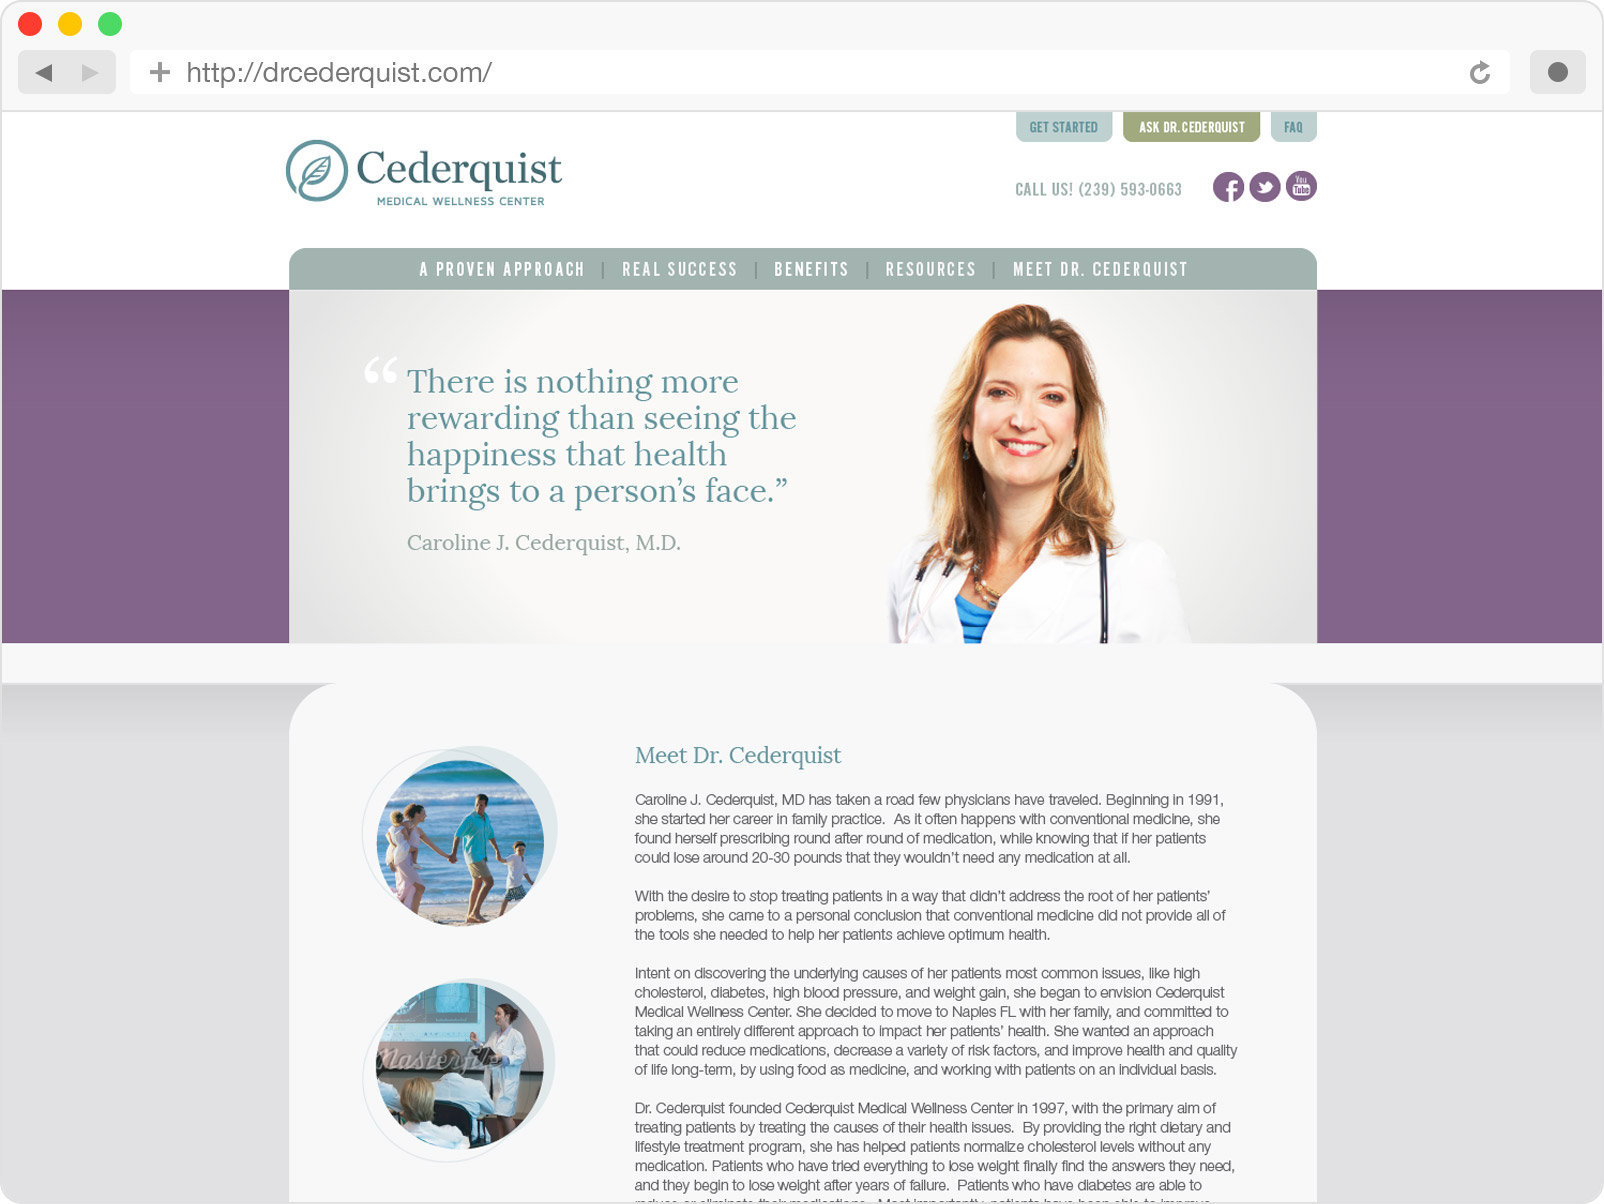 http://drcederquist.com/
GET STARTED
ASK DR. CEDERQUIST
FAQ
Cederquist
MEDICAL WELLNESS CENTER
CALL US! (239) 593-0663
You
Tube
A PROVEN APPROACH | REAL SUCCESS | BENEFITS | RESOURCES | MEET DR. CEDERQUIST
“There is nothing more
rewarding than seeing the
happiness that health
brings to a person’s face.”
Caroline J. Cederquist, M.D.
Meet Dr. Cederquist
Caroline J. Cederquist, MD has taken a road few physicians have traveled. Beginning in 1991,
she started her career in family practice.  As it often happens with conventional medicine, she
found herself prescribing round after round of medication, while knowing that if her patients
could lose around 20-30 pounds that they wouldn’t need any medication at all.
With the desire to stop treating patients in a way that didn’t address the root of her patients’
problems, she came to a personal conclusion that conventional medicine did not provide all of
the tools she needed to help her patients achieve optimum health.
Intent on discovering the underlying causes of her patients most common issues, like high
cholesterol, diabetes, high blood pressure, and weight gain, she began to envision Cederquist
Medical Wellness Center. She decided to move to Naples FL with her family, and committed to
taking an entirely different approach to impact her patients’ health. She wanted an approach
that could reduce medications, decrease a variety of risk factors, and improve health and quality
of life long-term, by using food as medicine, and working with patients on an individual basis.
Masterfile
Dr. Cederquist founded Cederquist Medical Wellness Center in 1997, with the primary aim of
treating patients by treating the causes of their health issues.  By providing the right dietary and
lifestyle treatment program, she has helped patients normalize cholesterol levels without any
medication. Patients who have tried everything to lose weight finally find the answers they need,
and they begin to lose weight after years of failure.  Patients who have diabetes are able to